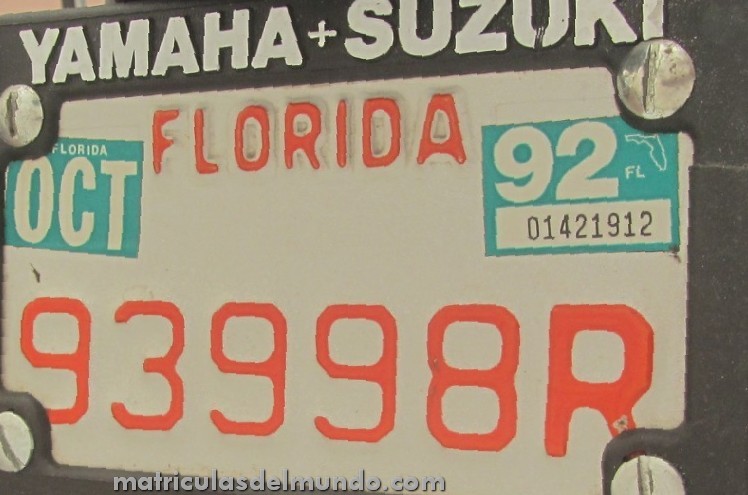 YAMAHA+SUZUKI
FLORIDA
FLORIDA
OCT
92
FL
01421912
93998R
matriculasdelmundo.com